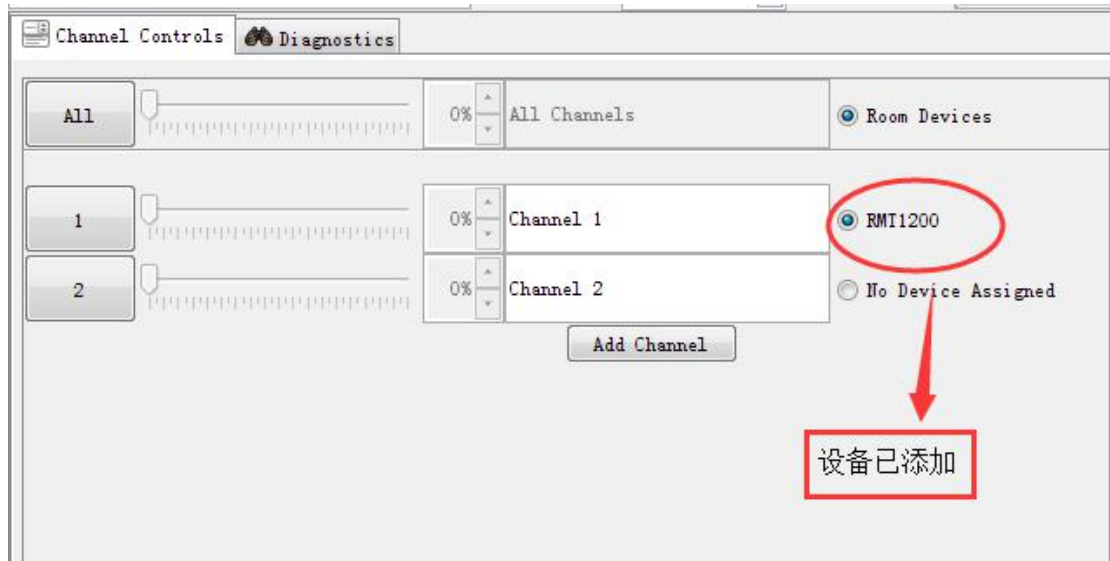 Channel Controls Diagnostics
All 0% All Channels Room Devices
1 0% Channel 1 RMT1200
2 0% Channel 2 No Device Assigned
Add Channel
设备已添加